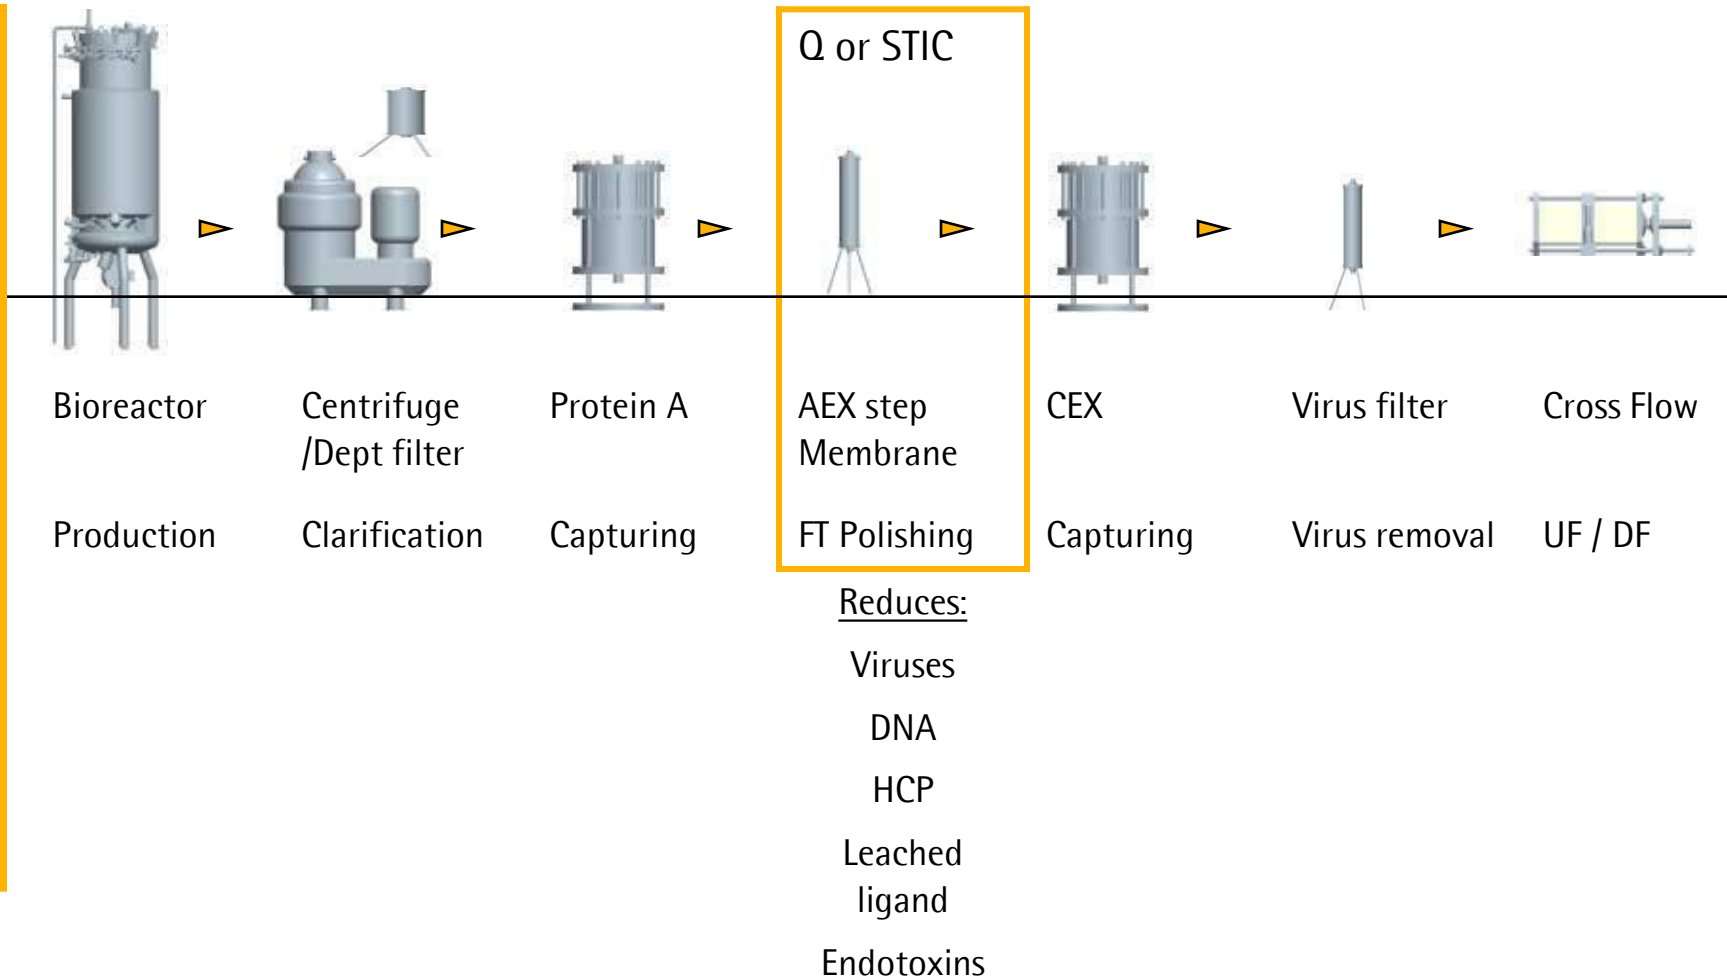 Q or STIC
Bioreactor
Centrifuge
/Dept filter
Protein A
AEX step
Membrane
CEX
Virus filter
Cross Flow
Production
Clarification
Capturing
FT Polishing
Capturing
Virus removal
UF / DF
Reduces:
Viruses
DNA
HCP
Leached
ligand
Endotoxins